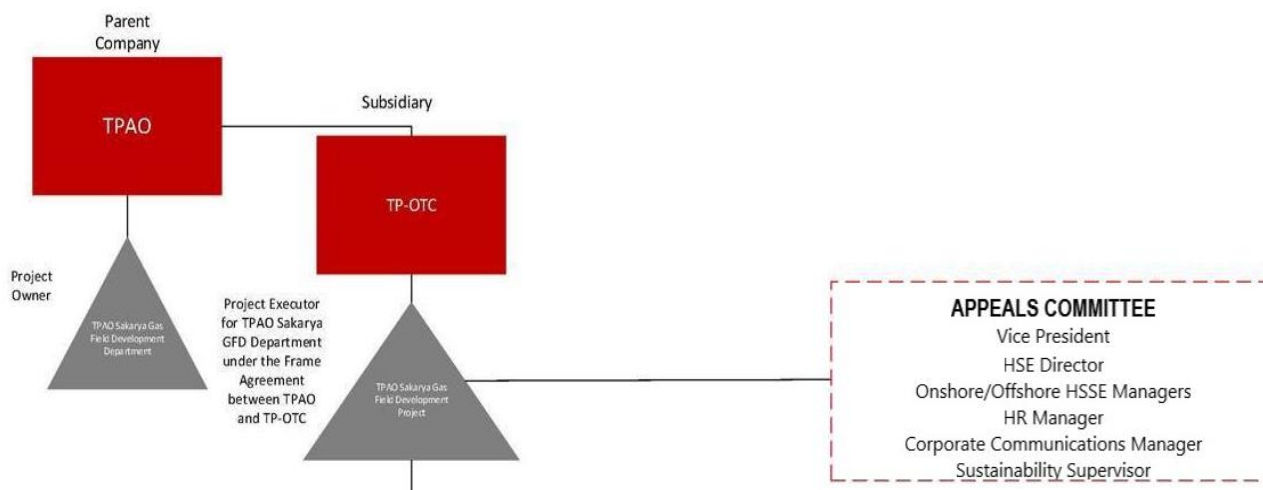 Parent
Company
TPAO
Subsidiary
TP-OTC
Project
Owner
TPAO Sakarya Gas
Field Development
Department
Project Executor
for TPAO Sakarya
GFD Department
under the Frame
Agreement
between TPAO
and TP-OTC
TPAO Sakarya Gas
Field Development
Project
APPEALS COMMITTEE
Vice President
HSE Director
Onshore/Offshore HSSE Managers
HR Manager
Corporate Communications Manager
Sustainability Supervisor